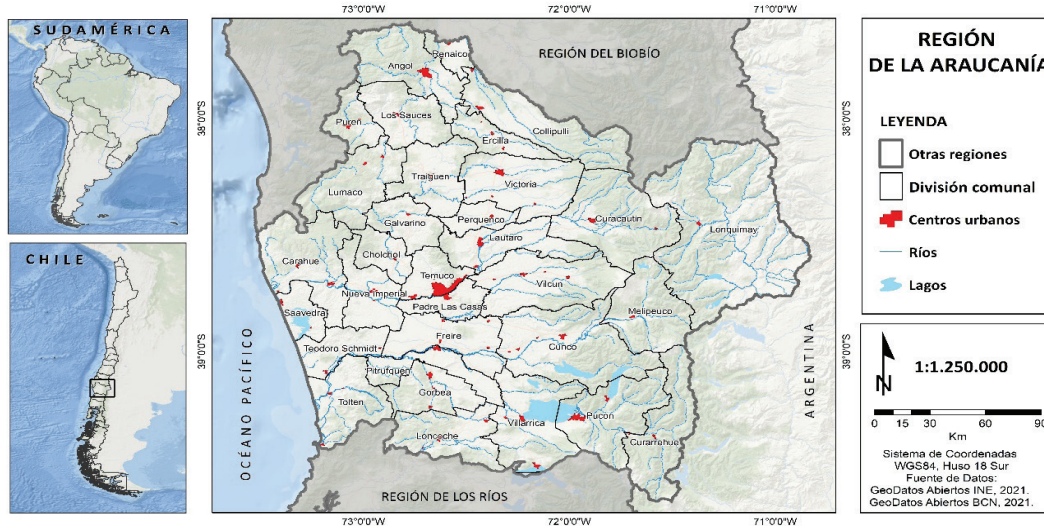 SUDAMÉRICA
CHILE
73°0'0"W
72°0'0"W
71°0'0"W
38°0'0"S
39°0'0"S
REGIÓN DEL BIOBÍO
Renaico
Angol
Los Sauces
Purén
Collipulli
Ercilla
Traiguen
Victoria
Lumaco
Curacautin
Lonquimay
Galvarino
Perquenco
Lautaro
Cholchol
Carahue
Temuco
Vilcun
Nueva Imperial
Padre Las Casas
Saavedra
Melipeuco
Freire
Teodoro Schmidt
Cunco
Pitrufquen
Gorbea
Tolten
Villarrica
Pucon
Loncoche
Curarrehue
OCÉANO PACÍFICO
ARGENTINA
REGIÓN DE LOS RÍOS
38°0'0"S
39°0'0"S
73°0'0"W
72°0'0"W
71°0'0"W
REGIÓN
DE LA ARAUCANÍA
LEYENDA
Otras regiones
División comunal
Centros urbanos
Ríos
Lagos
N
1:1.250.000
0 15 30 60 90
Km
Sistema de Coordenadas
WGS84, Huso 18 Sur
Fuente de Datos:
GeoDatos Abiertos INE, 2021.
GeoDatos Abiertos BCN, 2021.